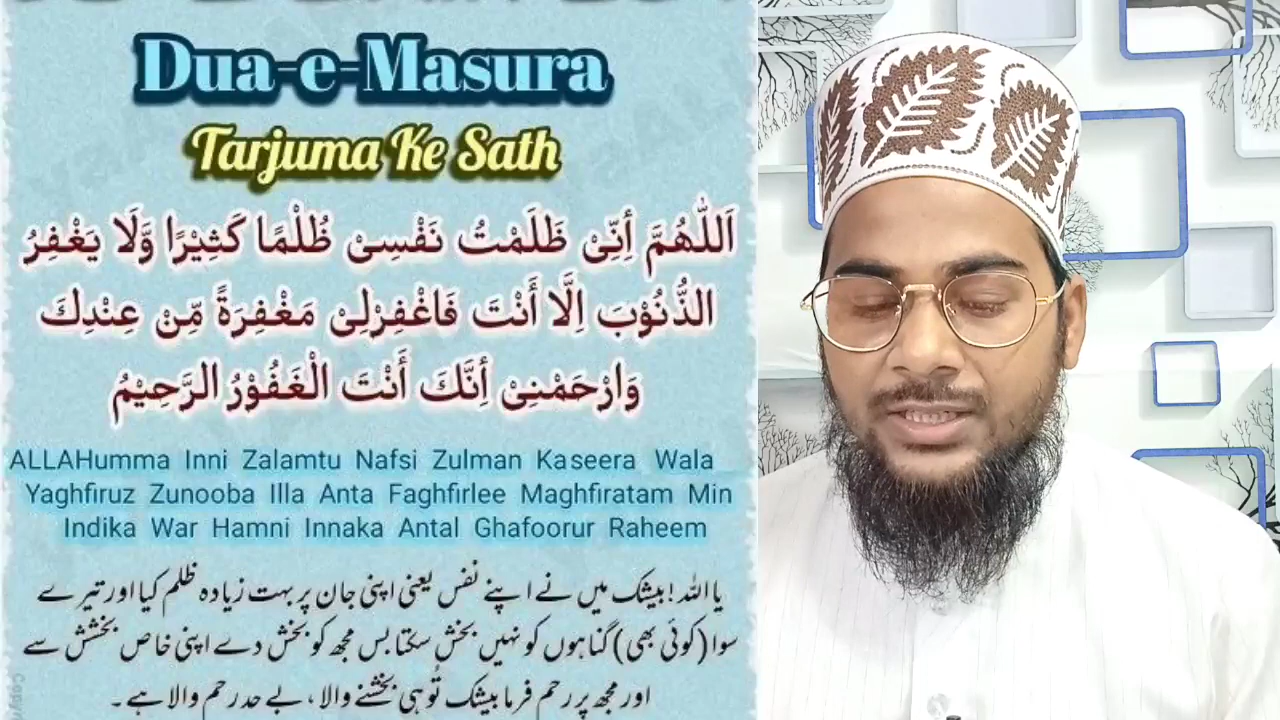 Dua-e-Masura
Tarjuma Ke Sath
اَللّٰهُمَّ أِنِّیْ ظَلَمْتُ نَفْسِیْ ظُلْمًا كَثِيْرًا وَّلَا يَغْفِرُ
الذُّنُوْبَ اِلَّا أَنْتَ فَاغْفِرْلِیْ مَغْفِرَةً مِّنْ عِنْدِكَ
وَارْحَمْنِیْ أِنَّكَ أَنْتَ الْغَفُوْرُ الرَّحِيْمُ
ALLAHumma Inni Zalamtu Nafsi Zulman Kaseera Wala
Yaghfiruz Zunooba Illa Anta Faghfirlee Maghfiratam Min
Indika War Hamni Innaka Antal Ghafoorur Raheem
یا اللہ! بیشک میں نے اپنے نفس یعنی اپنی جان پر بہت زیادہ ظلم کیا اور تیرے
سوا (کوئی بھی) گناہوں کو نہیں بخش سکتا بس مجھ کو بخش دے اپنی خاص بخشش سے
اور مجھ پر رحم فرما بیشک تُو ہی بخشنے والا، بے حد رحم والا ہے۔